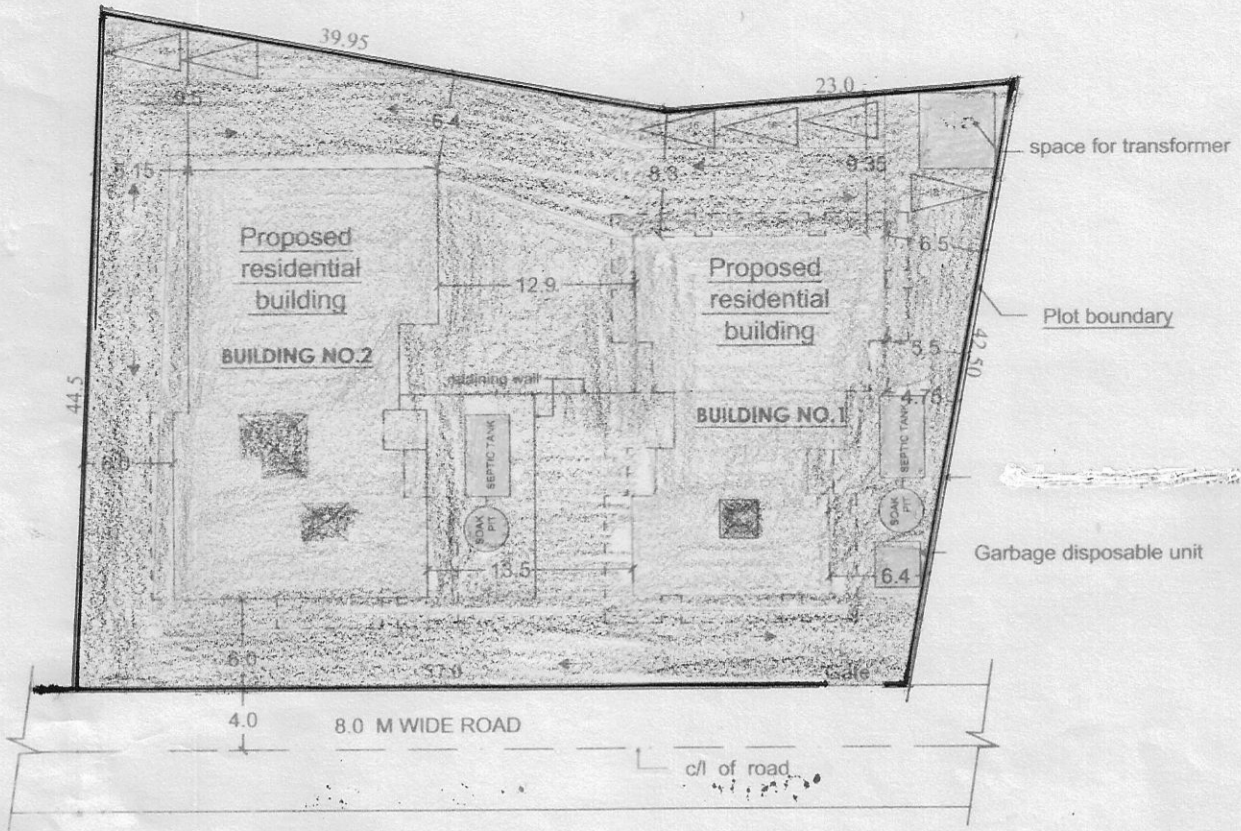 39.95
23.0
9.5
6.4
8.3
9.35
space for transformer
6.5
Proposed
residential
building
BUILDING NO.2
12.9
Proposed
residential
building
BUILDING NO.1
Plot boundary
42.50
5.5
4.75
44.5
retaining wall
SEPTIC TANK
SOAK
PIT
SEPTIC TANK
SOAK
PIT
Garbage disposable unit
13.5
6.4
6.0
57.0
Gate
4.0
8.0 M WIDE ROAD
c/l of road